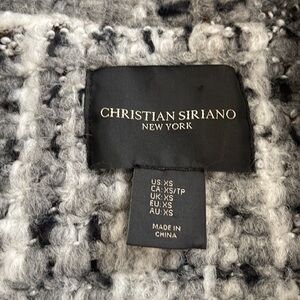 CHRISTIAN SIRIANO
NEW YORK
US:XS
CA:XS/TP
UK:XS
EU:XS
AU:XS
MADE IN
CHINA